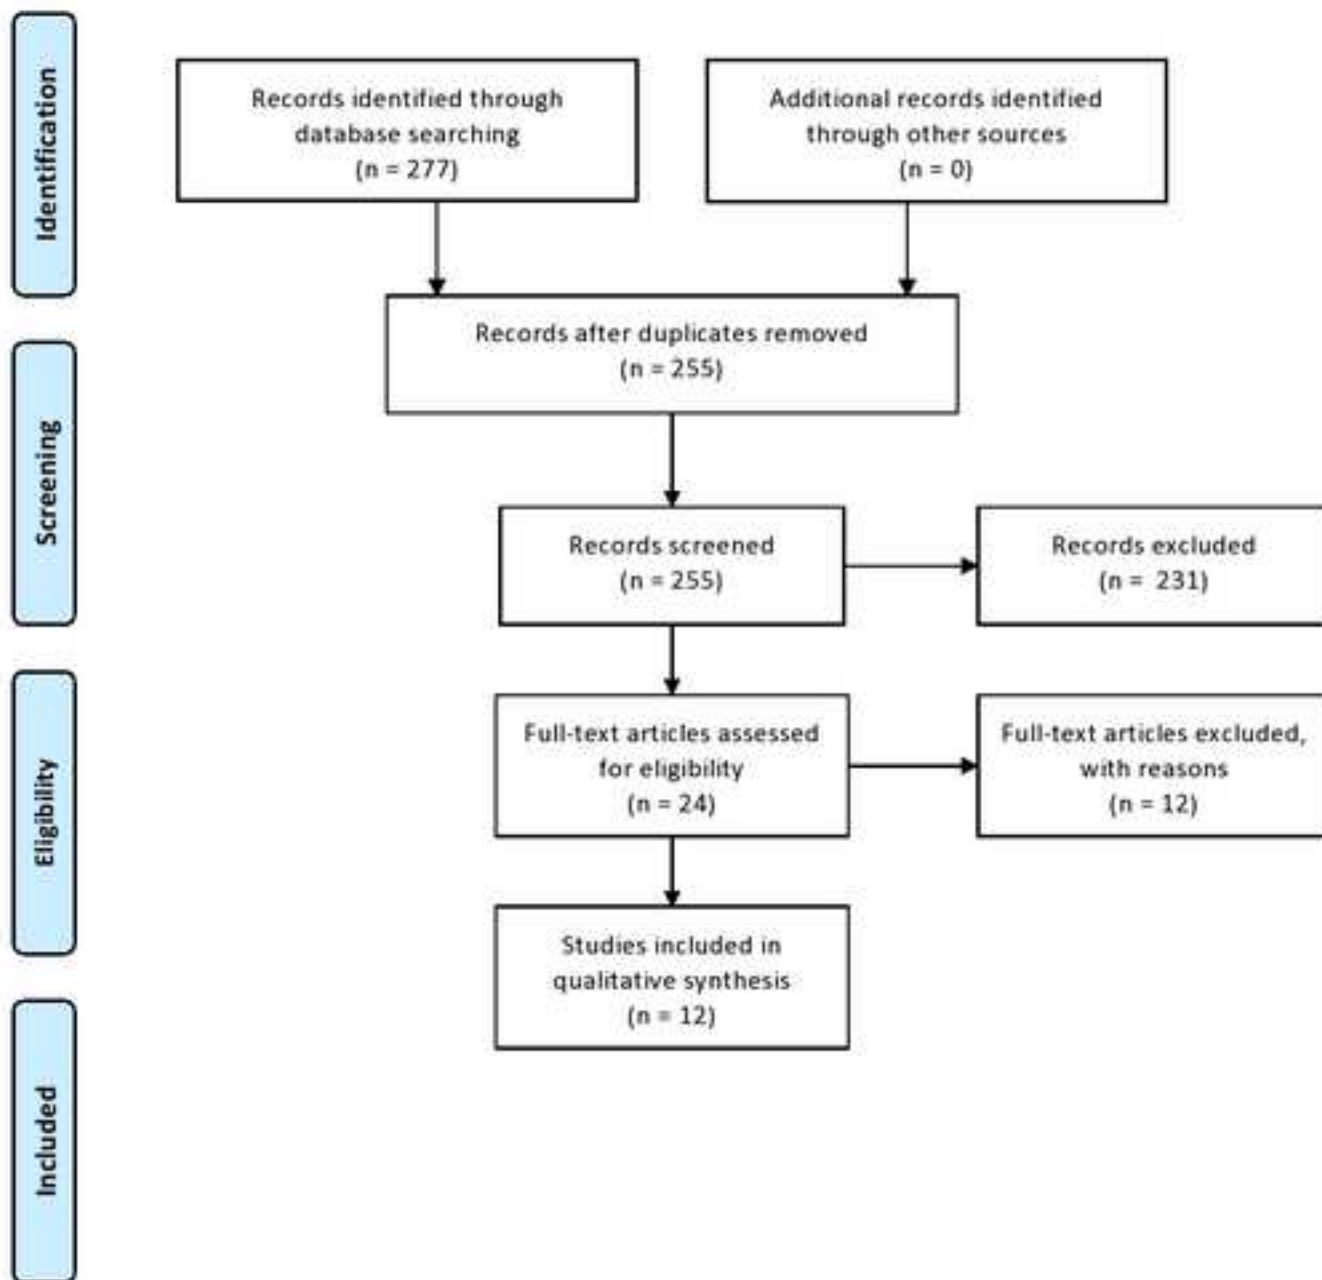 Identification
Records identified through
database searching
(n = 277)
Additional records identified
through other sources
(n = 0)
Records after duplicates removed
(n = 255)
Screening
Records screened
(n = 255)
Records excluded
(n = 231)
Eligibility
Full-text articles assessed
for eligibility
(n = 24)
Full-text articles excluded,
with reasons
(n = 12)
Studies included in
qualitative synthesis
(n = 12)
Included